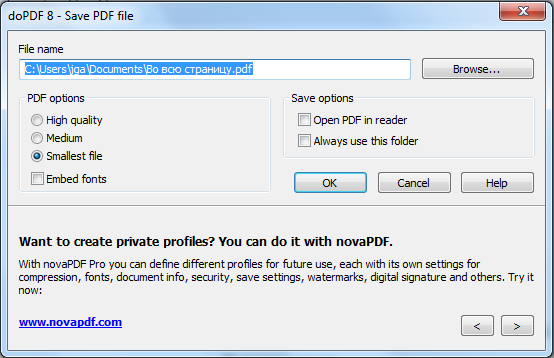 doPDF 8 - Save PDF file
File name
C:\Users\jga\Documents\Во всю страницу.pdf
Browse...
PDF options
High quality
Medium
Smallest file
Embed fonts
Save options
Open PDF in reader
Always use this folder
OK
Cancel
Help
Want to create private profiles? You can do it with novaPDF.
With novaPDF Pro you can define different profiles for future use, each with its own settings for
compression, fonts, document info, security, save settings, watermarks, digital signature and others. Try it
now:
www.novapdf.com
< >